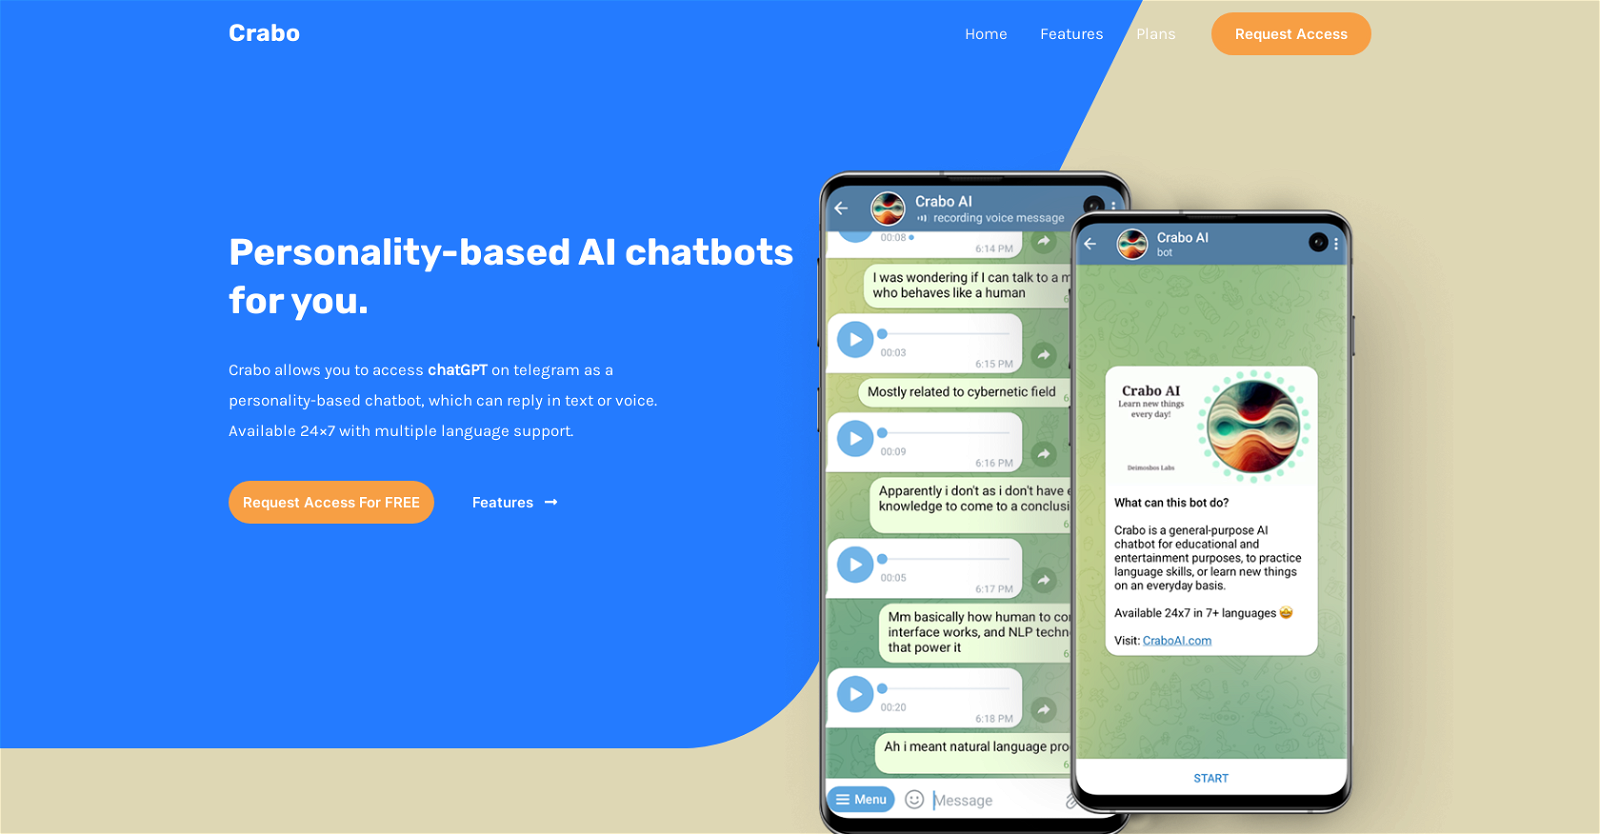 Crabo
Home
Features
Plans
Request Access
Personality-based AI chatbots
for you.
Crabo allows you to access chatGPT on telegram as a
personality-based chatbot, which can reply in text or voice.
Available 24×7 with multiple language support.
Request Access For FREE
Features
Crabo AI
recording voice message
00:08
6:14 PM
I was wondering if I can talk to a
who behaves like a human
00:03
6:15 PM
Mostly related to cybernetic field
00:09
6:16 PM
Apparently i don't as i don't have
knowledge to come to a
00:05
6:17 PM
Mm basically how human to
interface works, and NLP
that power it
00:20
6:18 PM
Ah i meant natural language
Menu
Message
Crabo AI
bot
Crabo AI
Learn new things
every day!
Deimosbos Labs
What can this bot do?
Crabo is a general-purpose AI
chatbot for educational and
entertainment purposes, to practice
language skills, or learn new things
on an everyday basis.
Available 24x7 in 7+ languages 🤩
Visit: CraboAI.com
START